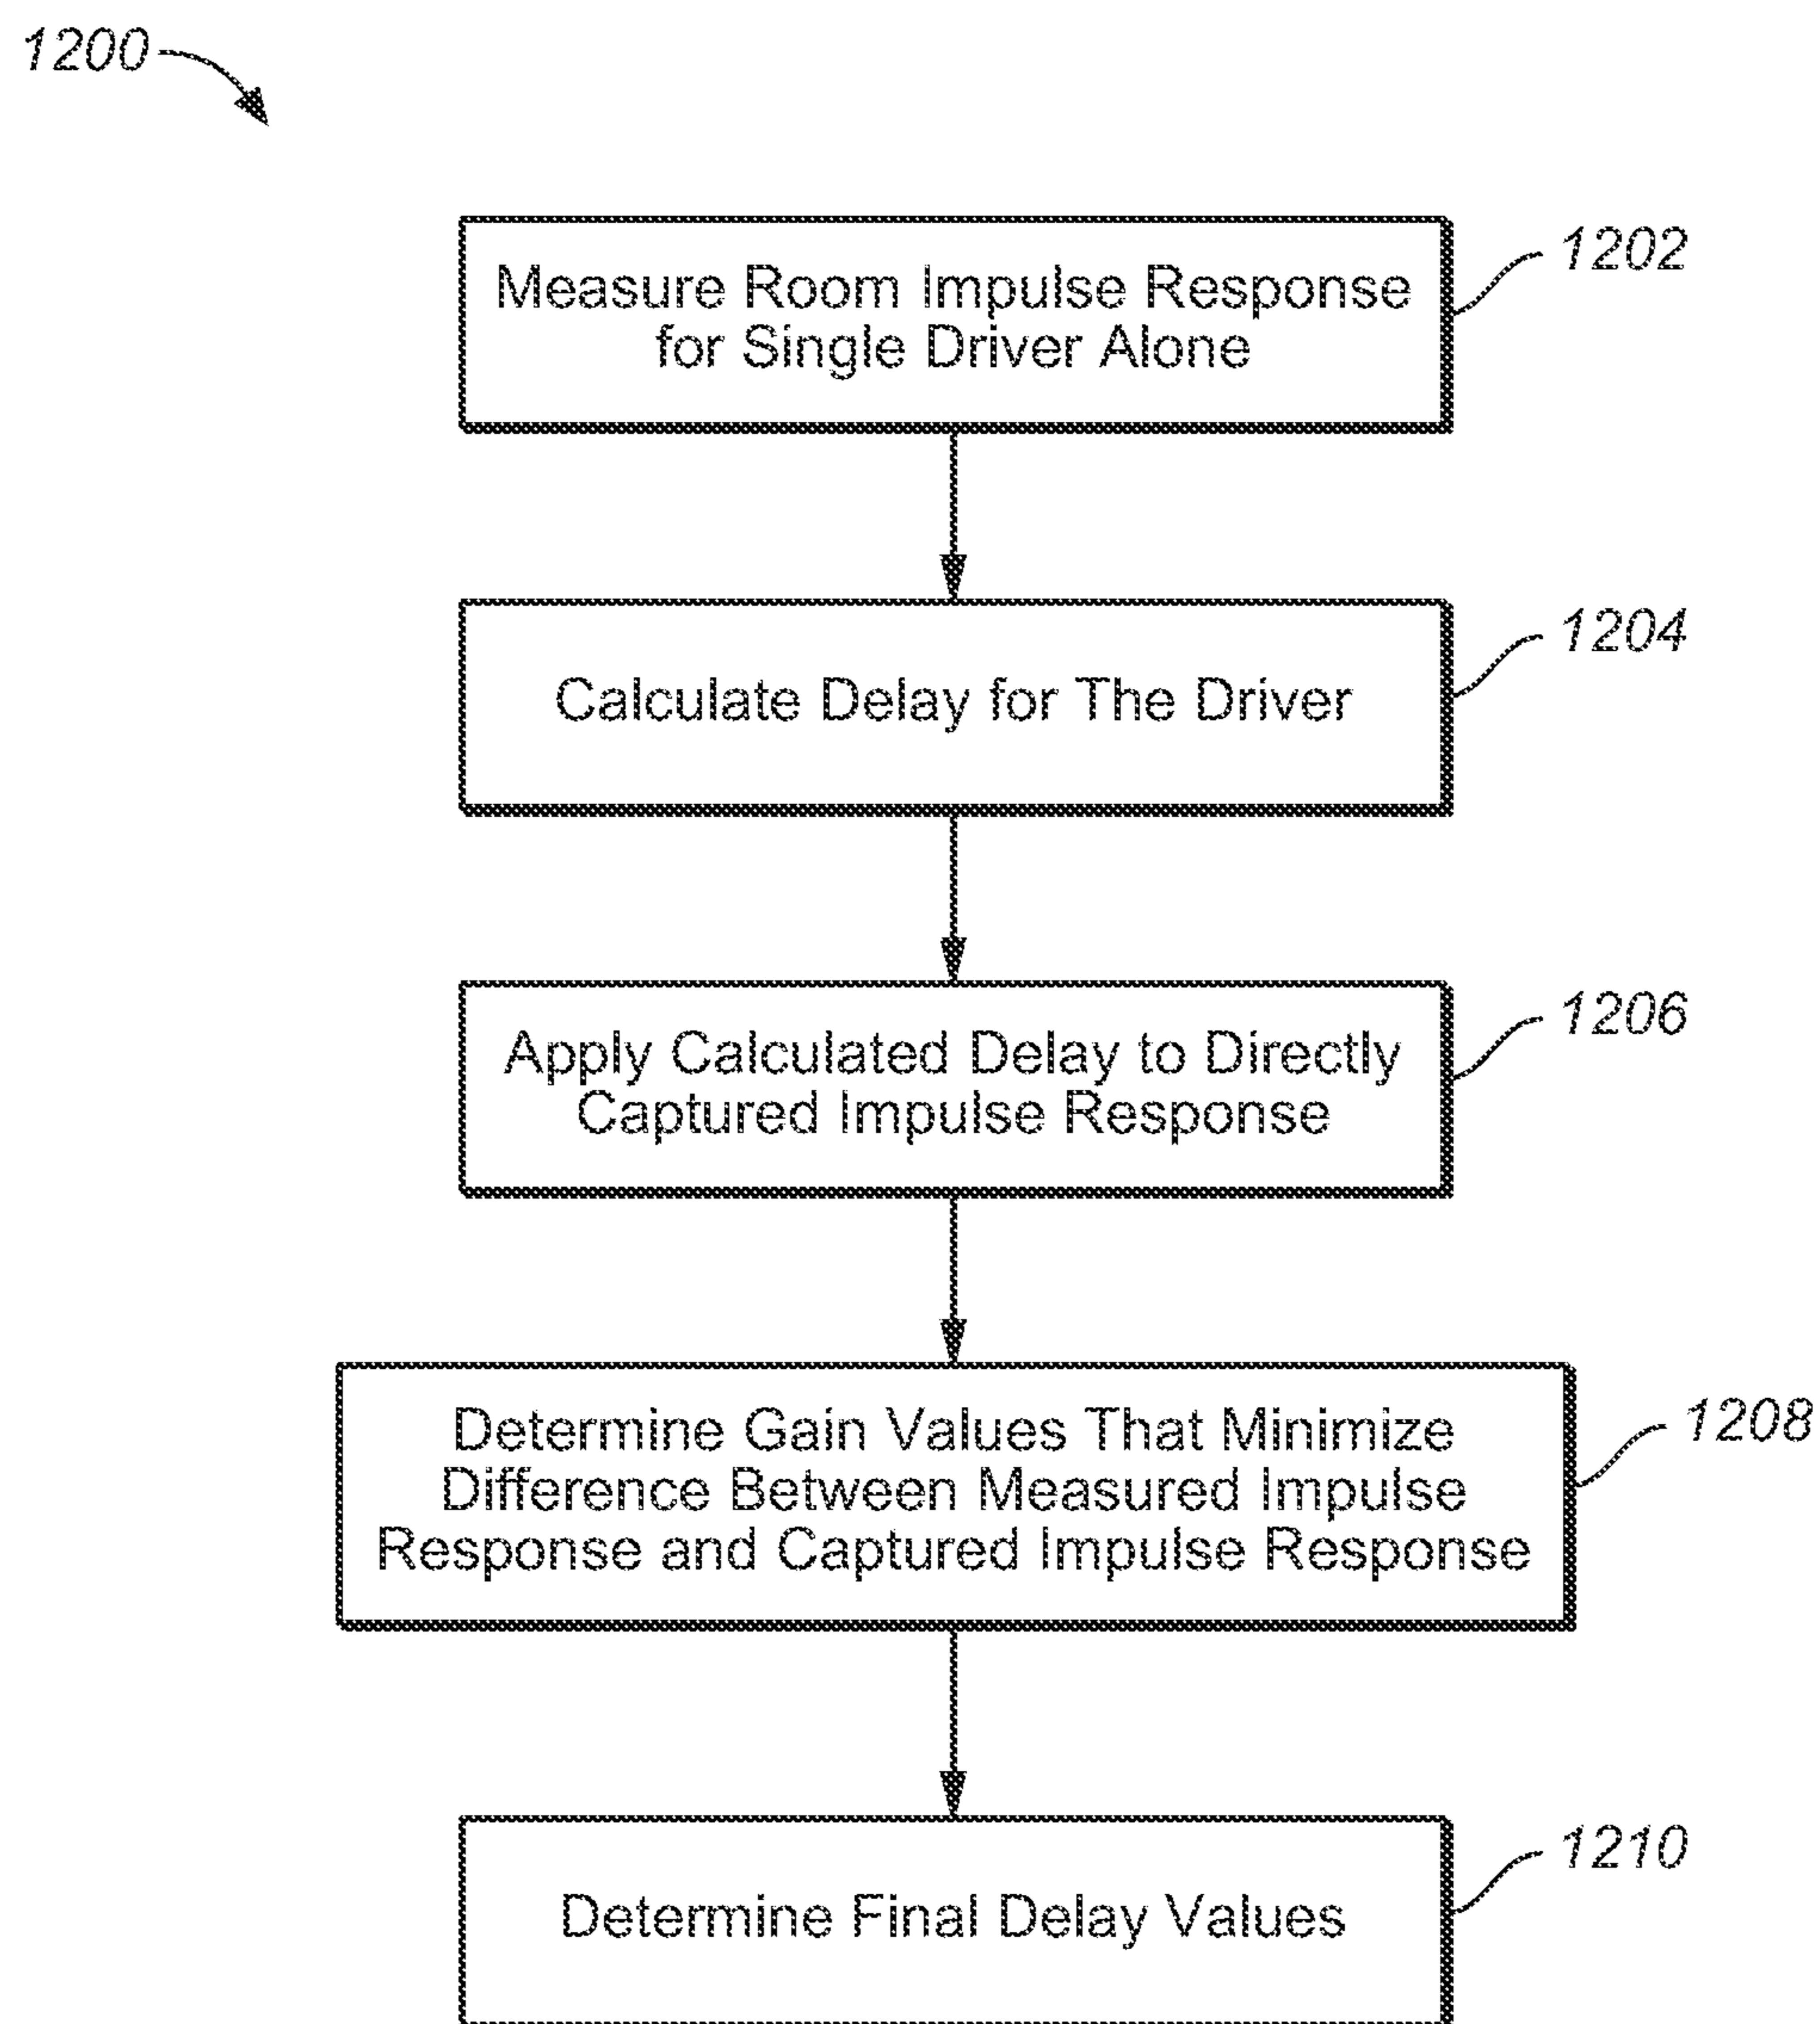 1200
Measure Room Impulse Response
for Single Driver Alone
1202
Calculate Delay for The Driver
1204
Apply Calculated Delay to Directly
Captured Impulse Response
1206
Determine Gain Values That Minimize
Difference Between Measured Impulse
Response and Captured Impulse Response
1208
Determine Final Delay Values
1210